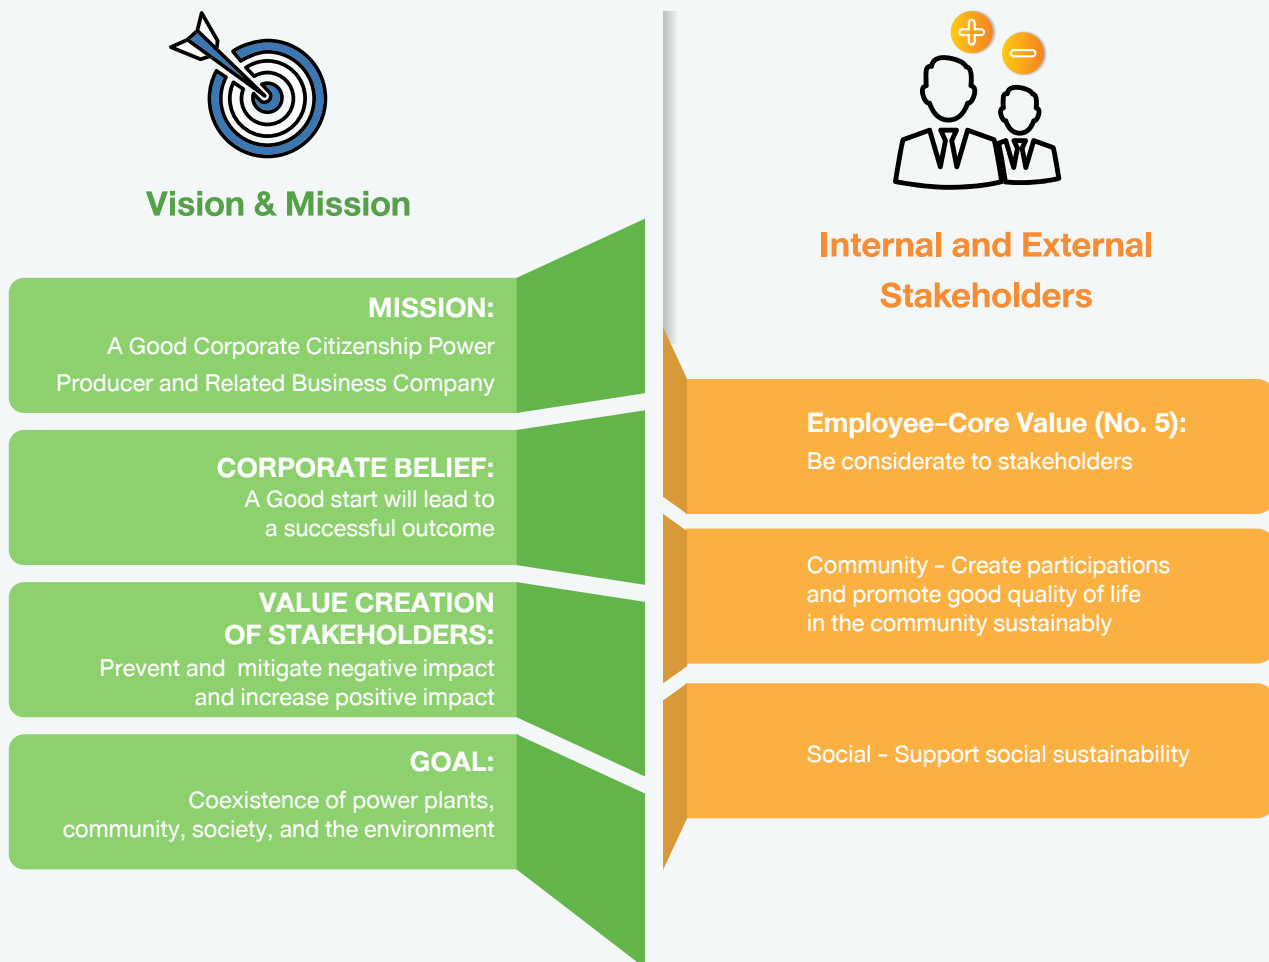 Vision & Mission
MISSION:
A Good Corporate Citizenship Power
Producer and Related Business Company
CORPORATE BELIEF:
A Good start will lead to
a successful outcome
VALUE CREATION
OF STAKEHOLDERS:
Prevent and mitigate negative impact
and increase positive impact
GOAL:
Coexistence of power plants,
community, society, and the environment
Internal and External
Stakeholders
Employee–Core Value (No. 5):
Be considerate to stakeholders
Community – Create participations
and promote good quality of life
in the community sustainably
Social – Support social sustainability